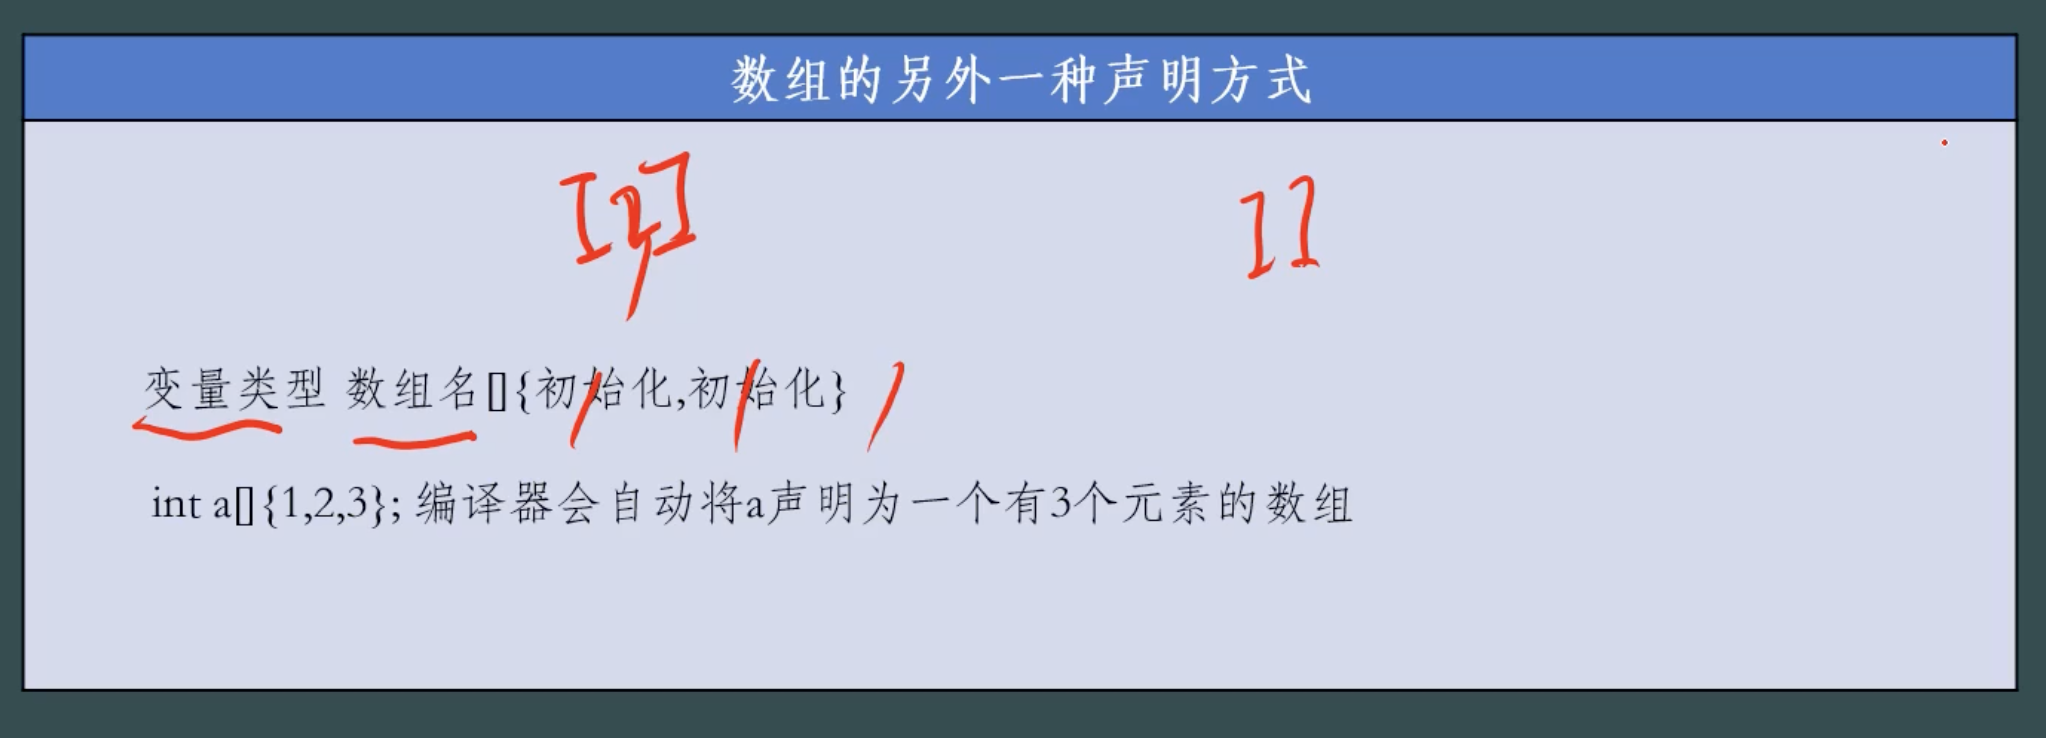 数组的另外一种声明方式
变量类型 数组名[]{初始化,初始化}
int a[]{1,2,3}; 编译器会自动将a声明为一个有3个元素的数组